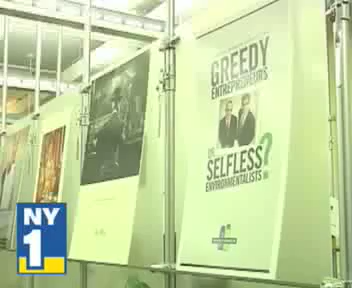 GREEDY
ENTREPRENEURS
OR
SELFLESS?
ENVIRONMENTALISTS
NY
1